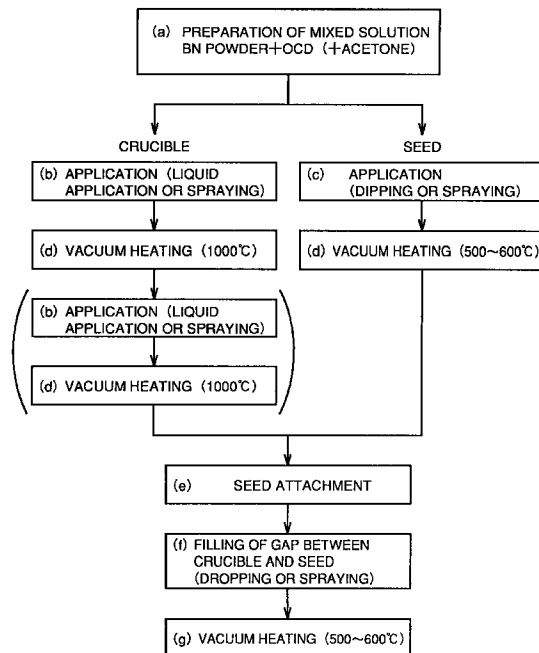 (a) PREPARATION OF MIXED SOLUTION
BN POWDER+OCD (+ACETONE)
CRUCIBLE
(b) APPLICATION (LIQUID
APPLICATION OR SPRAYING)
(d) VACUUM HEATING (1000℃)
(b) APPLICATION (LIQUID
APPLICATION OR SPRAYING)
(d) VACUUM HEATING (1000℃)
SEED
(c) APPLICATION
(DIPPING OR SPRAYING)
(d) VACUUM HEATING (500~600℃)
(e) SEED ATTACHMENT
(f) FILLING OF GAP BETWEEN
CRUCIBLE AND SEED
(DROPPING OR SPRAYING)
(g) VACUUM HEATING (500~600℃)